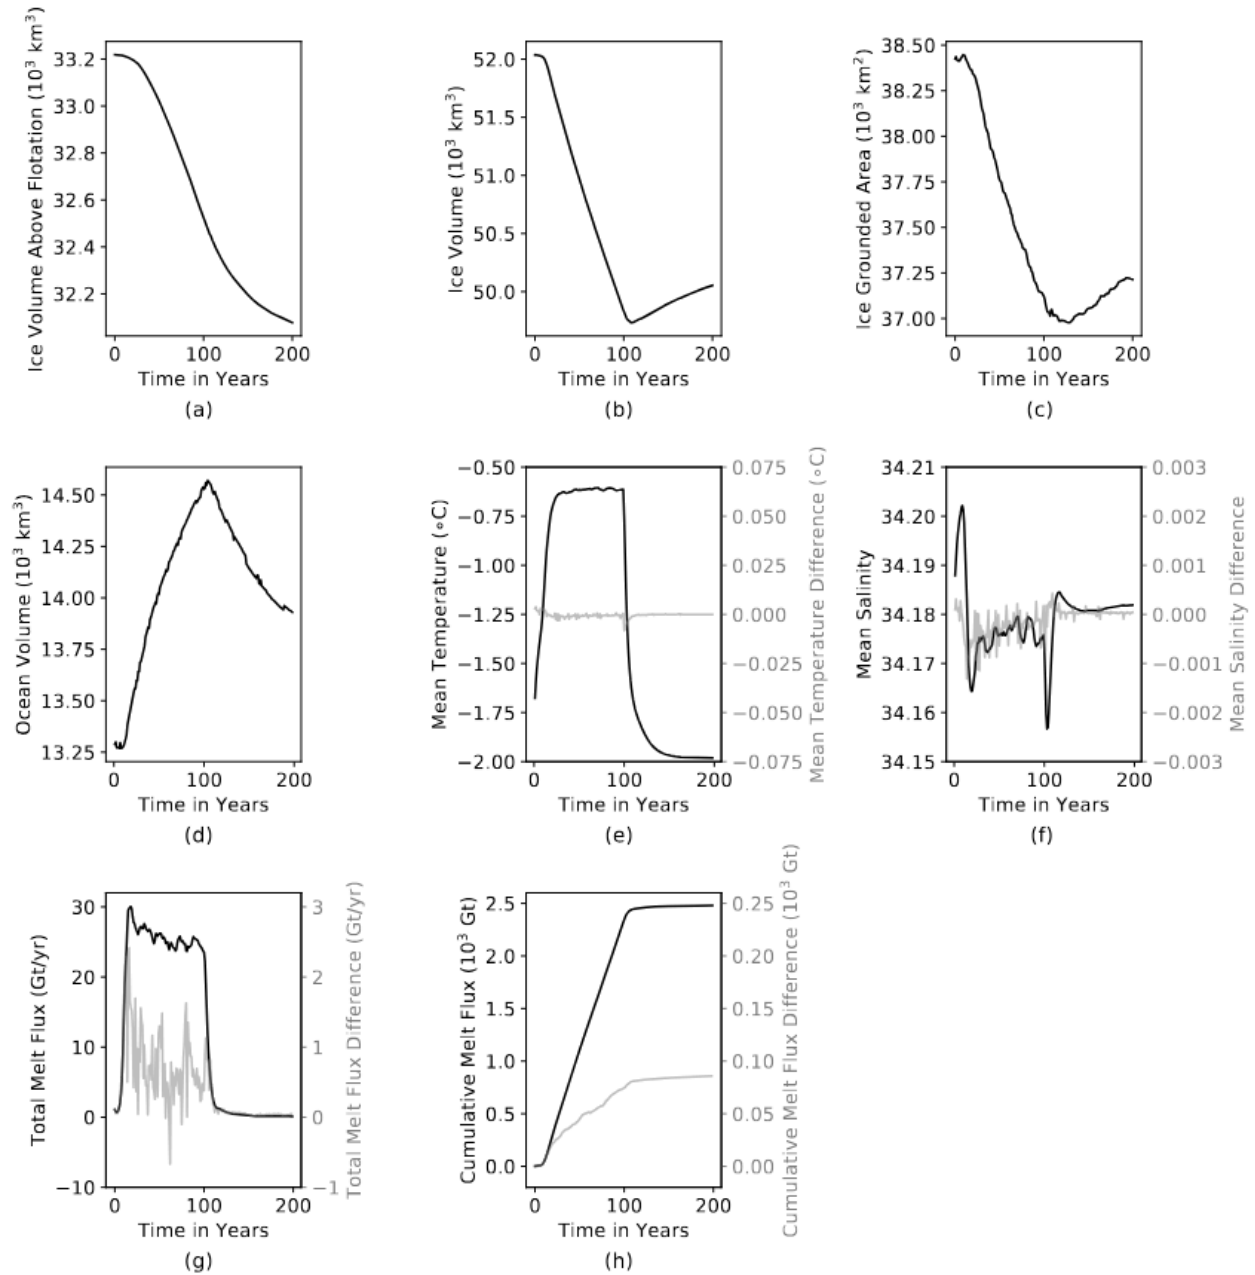 Ice Volume Above Flotation (10³ km³)
33.2
33.0
32.8
32.6
32.4
32.2
0 100 200
Time in Years
(a)
Ice Volume (10³ km³)
52.0
51.5
51.0
50.5
50.0
0 100 200
Time in Years
(b)
Ice Grounded Area (10³ km²)
38.50
38.25
38.00
37.75
37.50
37.25
37.00
0 100 200
Time in Years
(c)
Ocean Volume (10³ km³)
14.50
14.25
14.00
13.75
13.50
13.25
0 100 200
Time in Years
(d)
Mean Temperature (∘C)
−0.50
−0.75
−1.00
−1.25
−1.50
−1.75
−2.00
0.075
0.050
0.025
0.000
−0.025
−0.050
−0.075
Mean Temperature Difference (∘C)
0 100 200
Time in Years
(e)
Mean Salinity
34.21
34.20
34.19
34.18
34.17
34.16
34.15
0.003
0.002
0.001
0.000
−0.001
−0.002
−0.003
Mean Salinity Difference
0 100 200
Time in Years
(f)
Total Melt Flux (Gt/yr)
30
20
10
0
−10
3
2
1
0
−1
Total Melt Flux Difference (Gt/yr)
0 100 200
Time in Years
(g)
Cumulative Melt Flux (10³ Gt)
2.5
2.0
1.5
1.0
0.5
0.0
0.25
0.20
0.15
0.10
0.05
0.00
Cumulative Melt Flux Difference (10³ Gt)
0 100 200
Time in Years
(h)